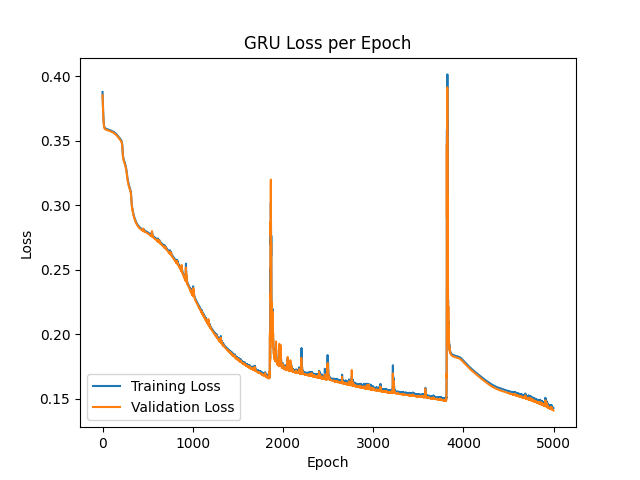 GRU Loss per Epoch
Loss
0.40
0.35
0.30
0.25
0.20
0.15
Training Loss
Validation Loss
0 1000 2000 3000 4000 5000
Epoch